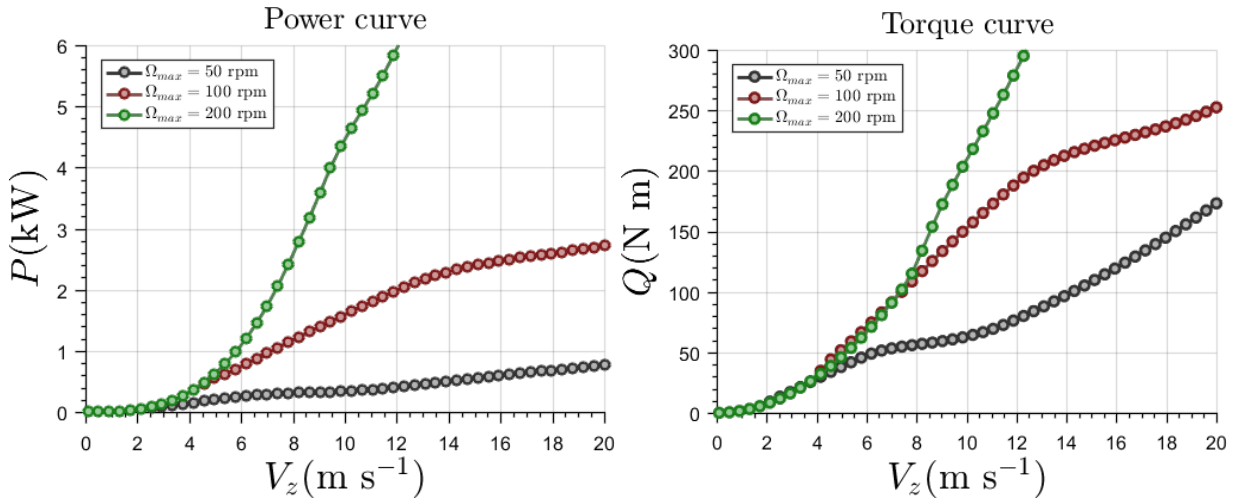 Power curve
P(kW)
6
5
4
3
2
1
0
Ω_max = 50 rpm
Ω_max = 100 rpm
Ω_max = 200 rpm
0 2 4 6 8 10 12 14 16 18 20
V_z(m s⁻¹)
Torque curve
Q(N m)
300
250
200
150
100
50
0
Ω_max = 50 rpm
Ω_max = 100 rpm
Ω_max = 200 rpm
0 2 4 6 8 10 12 14 16 18 20
V_z(m s⁻¹)